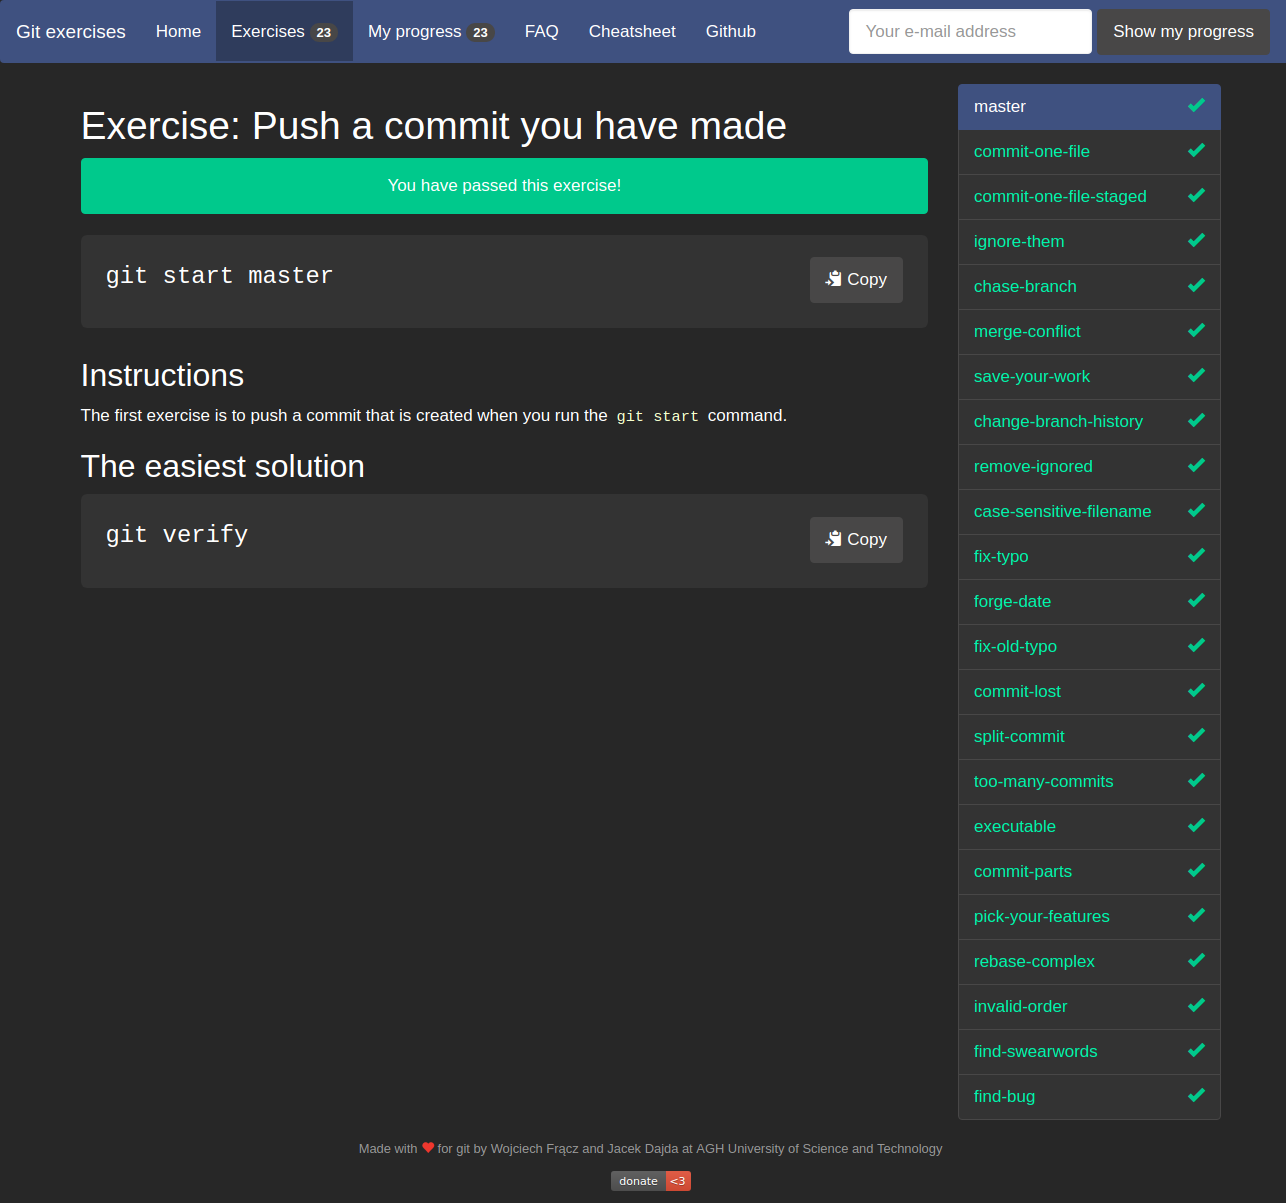 Git exercises Home Exercises 23 My progress 23 FAQ Cheatsheet Github Your e-mail address Show my progress
Exercise: Push a commit you have made
You have passed this exercise!
git start master
Copy
Instructions
The first exercise is to push a commit that is created when you run the git start command.
The easiest solution
git verify
Copy
master
commit-one-file
commit-one-file-staged
ignore-them
chase-branch
merge-conflict
save-your-work
change-branch-history
remove-ignored
case-sensitive-filename
fix-typo
forge-date
fix-old-typo
commit-lost
split-commit
too-many-commits
executable
commit-parts
pick-your-features
rebase-complex
invalid-order
find-swearwords
find-bug
Made with ♥ for git by Wojciech Frącz and Jacek Dajda at AGH University of Science and Technology
donate <3